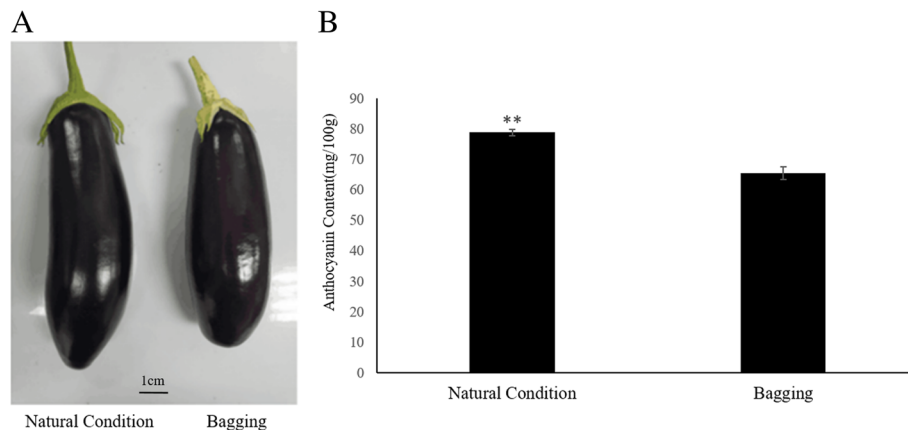 A
B
1cm
Natural Condition
Bagging
Anthocyanin Content(mg/100g)
90
80
70
60
50
40
30
20
10
0
**
Natural Condition
Bagging